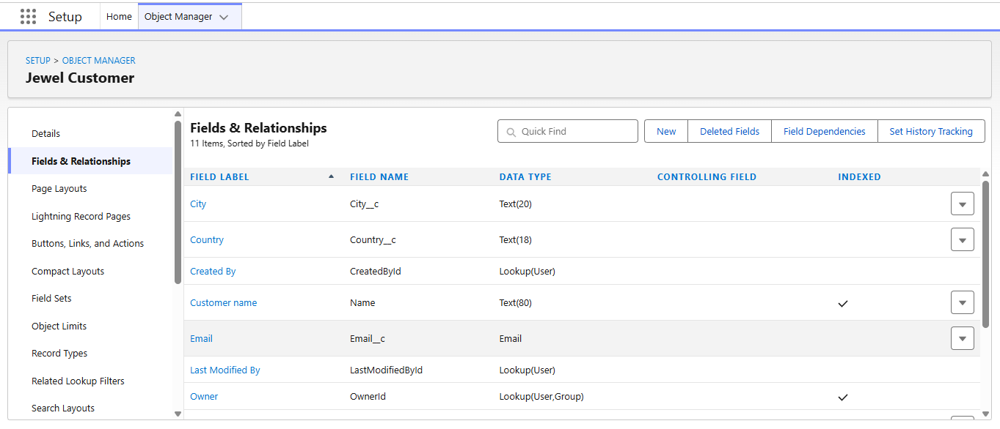 Setup Home Object Manager
SETUP > OBJECT MANAGER
Jewel Customer
Details
Fields & Relationships
Page Layouts
Lightning Record Pages
Buttons, Links, and Actions
Compact Layouts
Field Sets
Object Limits
Record Types
Related Lookup Filters
Search Layouts
Fields & Relationships
11 Items, Sorted by Field Label
Quick Find New Deleted Fields Field Dependencies Set History Tracking
FIELD LABEL FIELD NAME DATA TYPE CONTROLLING FIELD INDEXED
City City__c Text(20)
Country Country__c Text(18)
Created By CreatedById Lookup(User)
Customer name Name Text(80)
Email Email__c Email
Last Modified By LastModifiedById Lookup(User)
Owner OwnerId Lookup(User,Group)